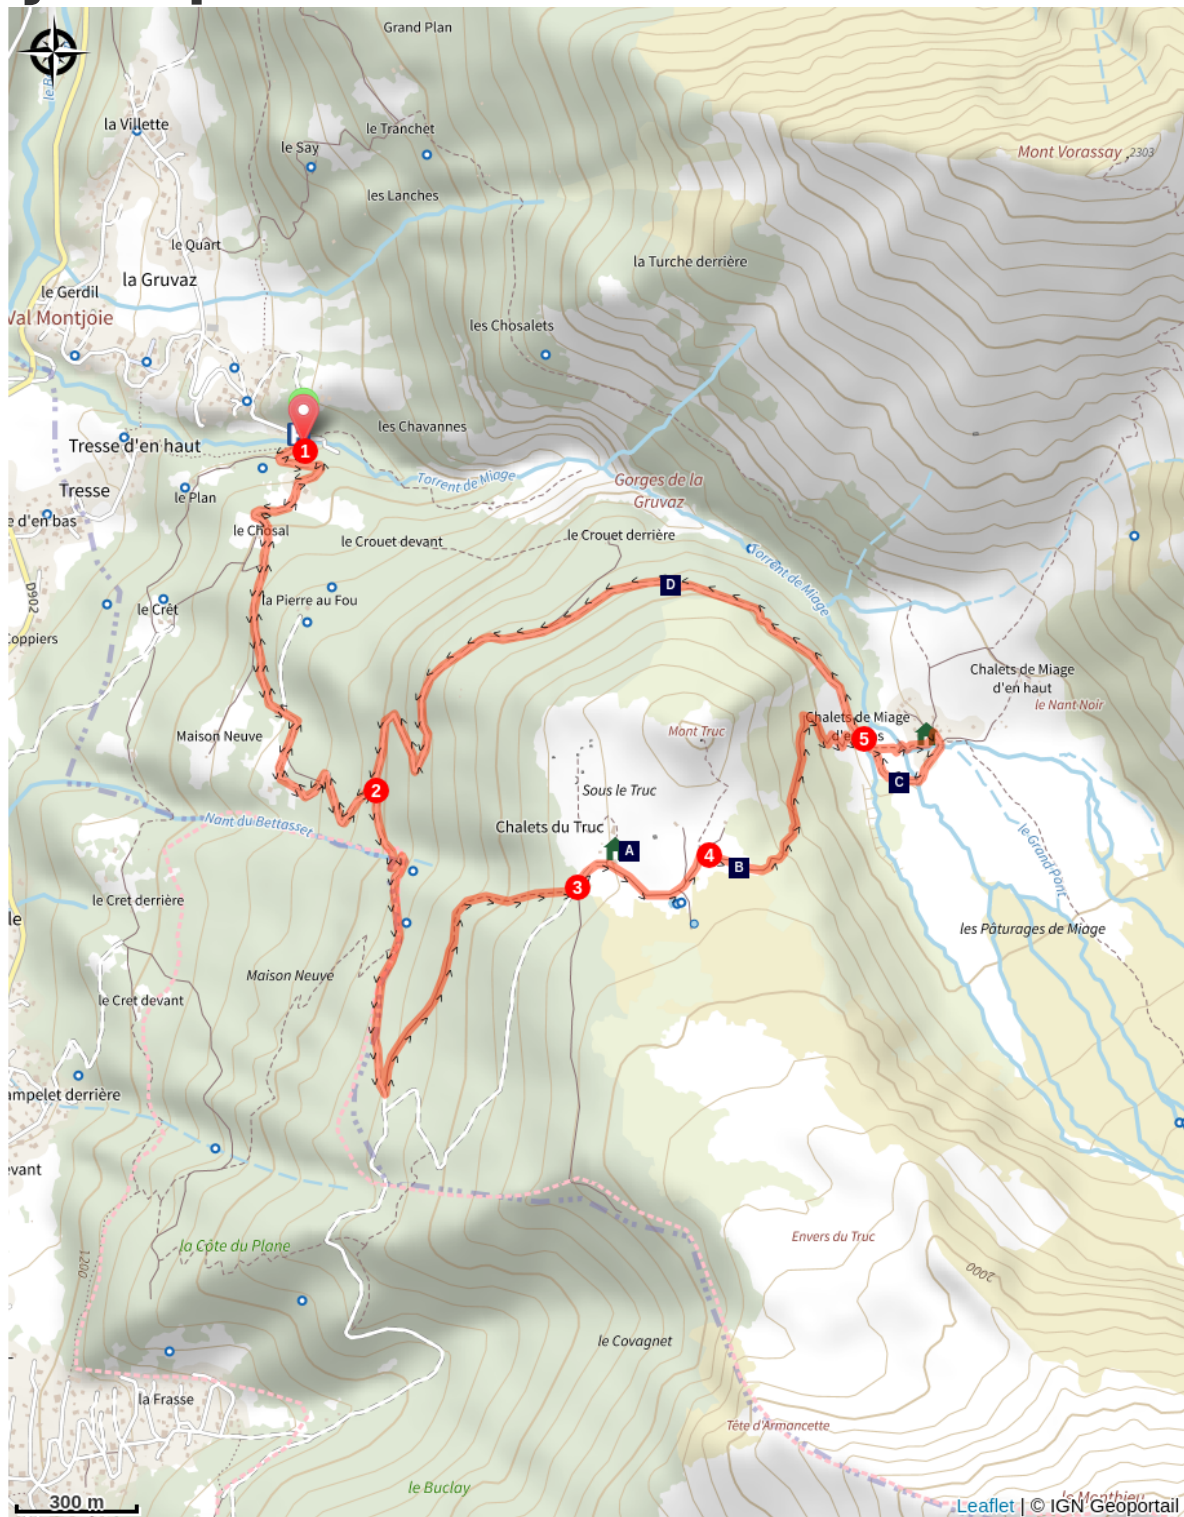 Grand Plan
la Villette
le Tranchet
le Say
Mont Vorassay
2303
les Lanches
le Quart
la Turche derrière
la Gruvaz
le Gerdil
Val Montjoie
les Chosalets
les Chavannes
Tresse d'en haut
1
Torrent de Miage
Gorges de la
Gruvaz
Tresse
le Plan
e d'en bas
le Chosal
le Crouet devant
le Crouet derrière
Torrent de Miage
D
D902
la Pierre au Fou
le Crêt
Coppiers
Chalets de Miage
d'en haut
le Nant Noir
Chalets de Miage
5
Mont Truc
Maison Neuve
C
2
Sous le Truc
Nant du Bettasset
Chalets du Truc
A
4
B
le Grand Pont
3
le Cret derrière
le
les Pâturages de Miage
Maison Neuve
le Cret devant
ampelet derrière
evant
la Côte du Plane
1200
Envers du Truc
2000
le Covagnet
la Frasse
Tête d'Armancette
le Buclay
le Monthieu
300 m
Leaflet | © IGN Geoportail